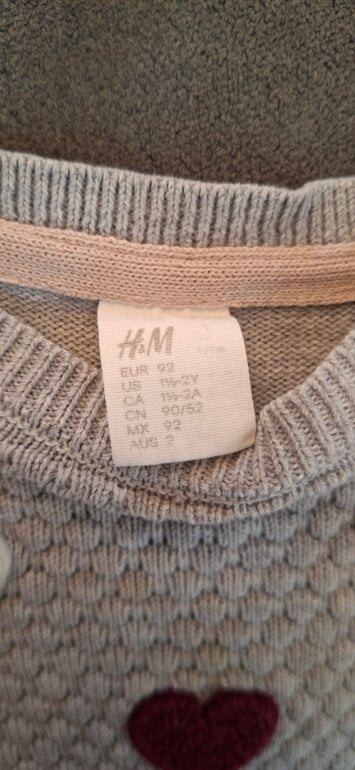 H&M
EUR 92
US 1½-2Y
CA 1½-2A
CN 90/52
MX 92
AUS 2